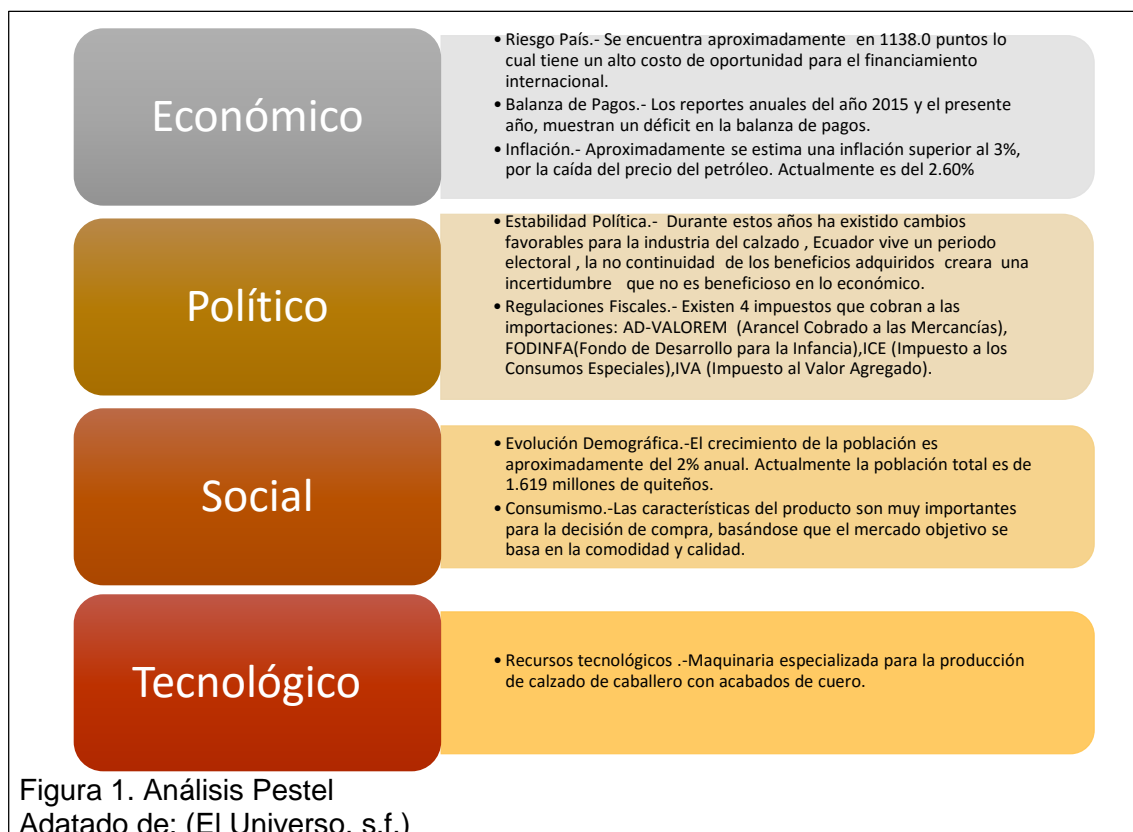 Económico
• Riesgo País.- Se encuentra aproximadamente en 1138.0 puntos lo
cual tiene un alto costo de oportunidad para el financiamiento
internacional.
• Balanza de Pagos.- Los reportes anuales del año 2015 y el presente
año, muestran un déficit en la balanza de pagos.
• Inflación.- Aproximadamente se estima una inflación superior al 3%,
por la caída del precio del petróleo. Actualmente es del 2.60%
Político
• Estabilidad Política.- Durante estos años ha existido cambios
favorables para la industria del calzado , Ecuador vive un periodo
electoral , la no continuidad de los beneficios adquiridos creara una
incertidumbre que no es beneficioso en lo económico.
• Regulaciones Fiscales.- Existen 4 impuestos que cobran a las
importaciones: AD-VALOREM (Arancel Cobrado a las Mercancías),
FODINFA(Fondo de Desarrollo para la Infancia),ICE (Impuesto a los
Consumos Especiales),IVA (Impuesto al Valor Agregado).
Social
• Evolución Demográfica.-El crecimiento de la población es
aproximadamente del 2% anual. Actualmente la población total es de
1.619 millones de quiteños.
• Consumismo.-Las características del producto son muy importantes
para la decisión de compra, basándose que el mercado objetivo se
basa en la comodidad y calidad.
Tecnológico
• Recursos tecnológicos .-Maquinaria especializada para la producción
de calzado de caballero con acabados de cuero.
Figura 1. Análisis Pestel
Adatado de: (El Universo, s.f.)